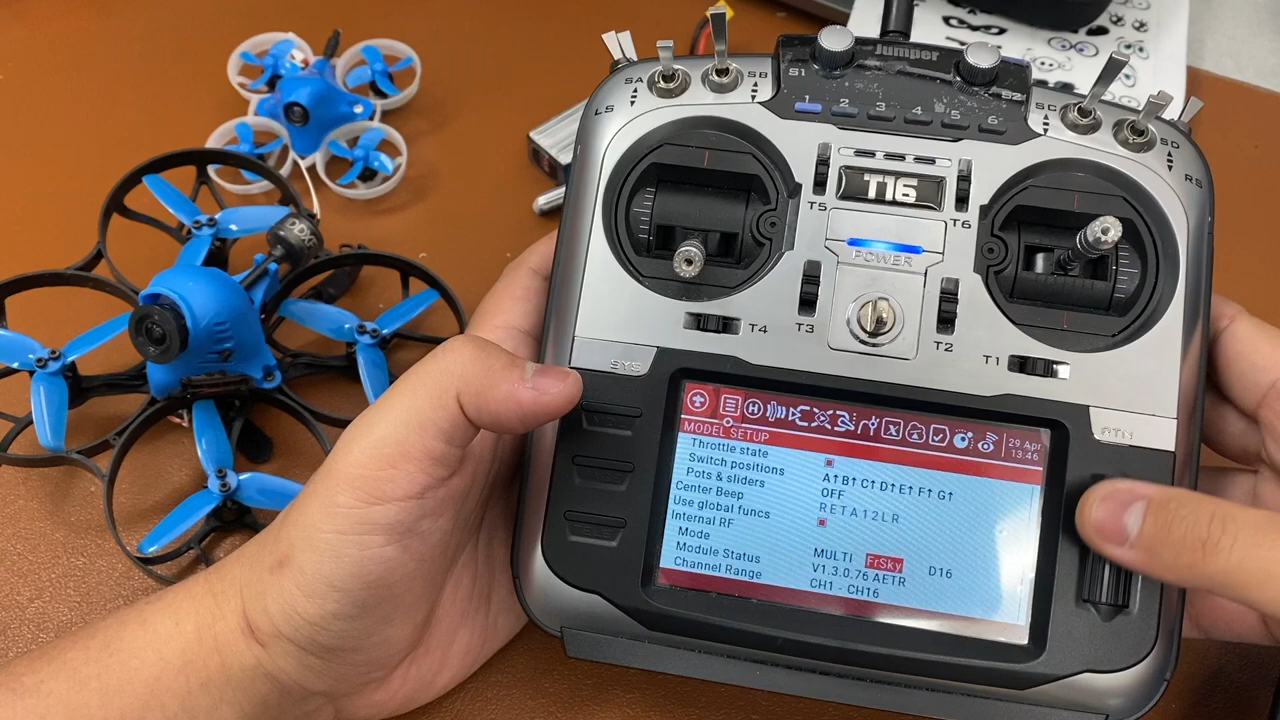 Jumper
SA
SB
S1
S2
SC
SD
LS
RS
1 2 3 4 5 6
T16
T5
T6
POWER
T4
T3
T2
T1
SYS
RTN
29 Apr
13:46
MODEL SETUP
Throttle state
Switch positions A↑B↑C↑D↑E↑F↑G↑
Pots & sliders OFF
Center Beep RETA12LR
Use global funcs
Internal RF
Mode MULTI FrSky D16
Module Status V1.3.0.76 AETR
Channel Range CH1 - CH16